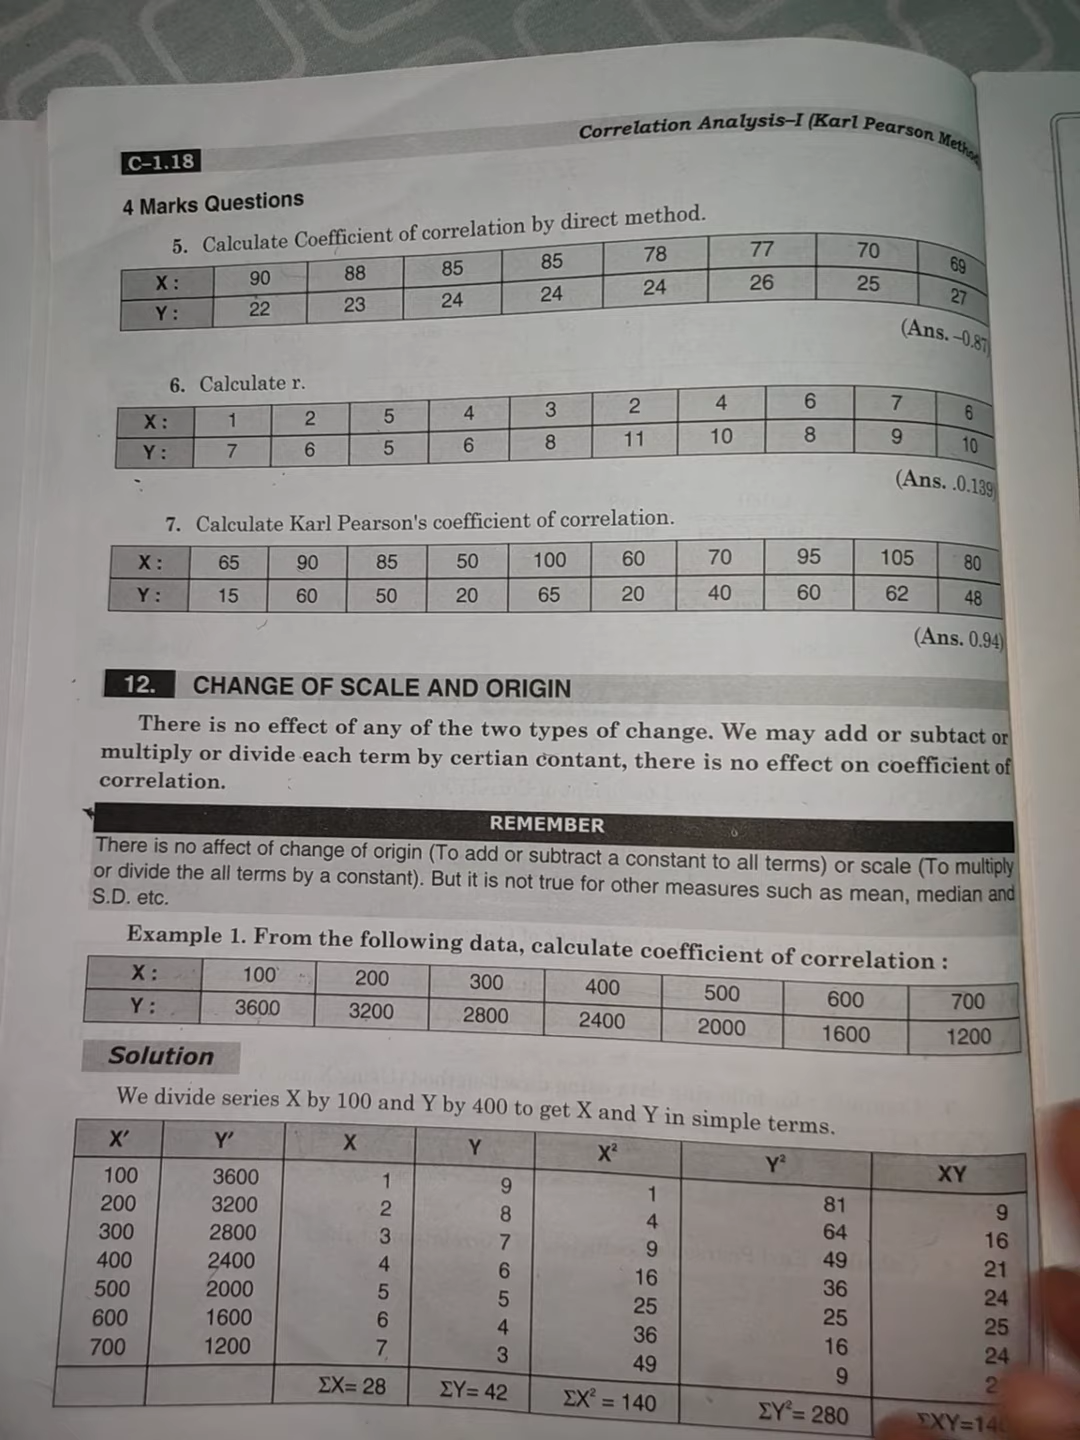 Correlation Analysis–I (Karl Pearson
C–1.18
4 Marks Questions
5. Calculate Coefficient of correlation by direct method.
X : 90 88 85 85 78 77 70 69
Y : 22 23 24 24 24 26 25 27
(Ans. –0.87
6. Calculate r.
X : 1 2 5 4 3 2 4 6 7 6
Y : 7 6 5 6 8 11 10 8 9 10
(Ans. .0.139)
7. Calculate Karl Pearson's coefficient of correlation.
X : 65 90 85 50 100 60 70 95 105 80
Y : 15 60 50 20 65 20 40 60 62 48
(Ans. 0.94)
12. CHANGE OF SCALE AND ORIGIN
There is no effect of any of the two types of change. We may add or subtact or
multiply or divide each term by certian contant, there is no effect on coefficient of
correlation.
REMEMBER
There is no affect of change of origin (To add or subtract a constant to all terms) or scale (To multiply
or divide the all terms by a constant). But it is not true for other measures such as mean, median and
S.D. etc.
Example 1. From the following data, calculate coefficient of correlation :
X : 100 200 300 400 500 600 700
Y : 3600 3200 2800 2400 2000 1600 1200
Solution
We divide series X by 100 and Y by 400 to get X and Y in simple terms.
X′ Y′ X Y X² Y² XY
100 3600 1 9 1 81 9
200 3200 2 8 4 64 16
300 2800 3 7 9 49 21
400 2400 4 6 16 36 24
500 2000 5 5 25 25 25
600 1600 6 4 36 16 24
700 1200 7 3 49 9
ΣX= 28 ΣY= 42 ΣX² = 140 ΣY²= 280 ΣXY=14